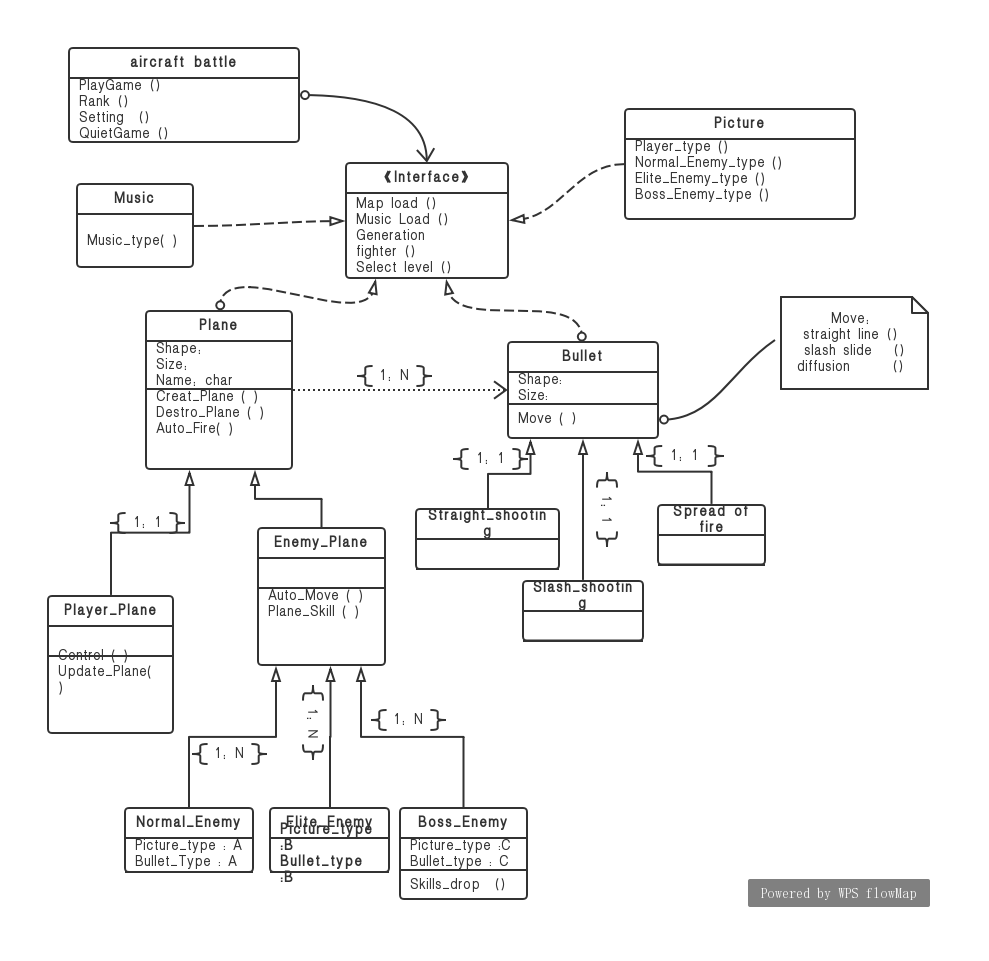 aircraft battle
PlayGame ()
Rank ()
Setting ()
QuietGame ()
Picture
Player_type ()
Normal_Enemy_type ()
Elite_Enemy_type ()
Boss_Enemy_type ()
《Interface》
Map load ()
Music Load ()
Generation
fighter ()
Select level ()
Music
Music_type( )
Plane
Shape;
Size;
Name; char
Creat_Plane ( )
Destro_Plane ( )
Auto_Fire( )
{ 1; N }
Bullet
Shape:
Size:
Move ( )
Move;
straight line ()
slash slide ()
diffusion ()
{ 1; 1 }
{ 1; 1 }
{ 1; 1 }
{ 1; 1 }
Straight_shootin
g
Spread of
fire
Slash_shootin
g
Enemy_Plane
Auto_Move ( )
Plane_Skill ( )
Player_Plane
Control ( )
Update_Plane(
)
{ 1; N }
{ 1; N }
{ 1; N }
Normal_Enemy
Picture_type : A
Bullet_Type : A
Elite_Enemy
Picture_type
:B
Bullet_type
:B
Boss_Enemy
Picture_type :C
Bullet_type : C
Skills_drop ()
Powered by WPS flowMap